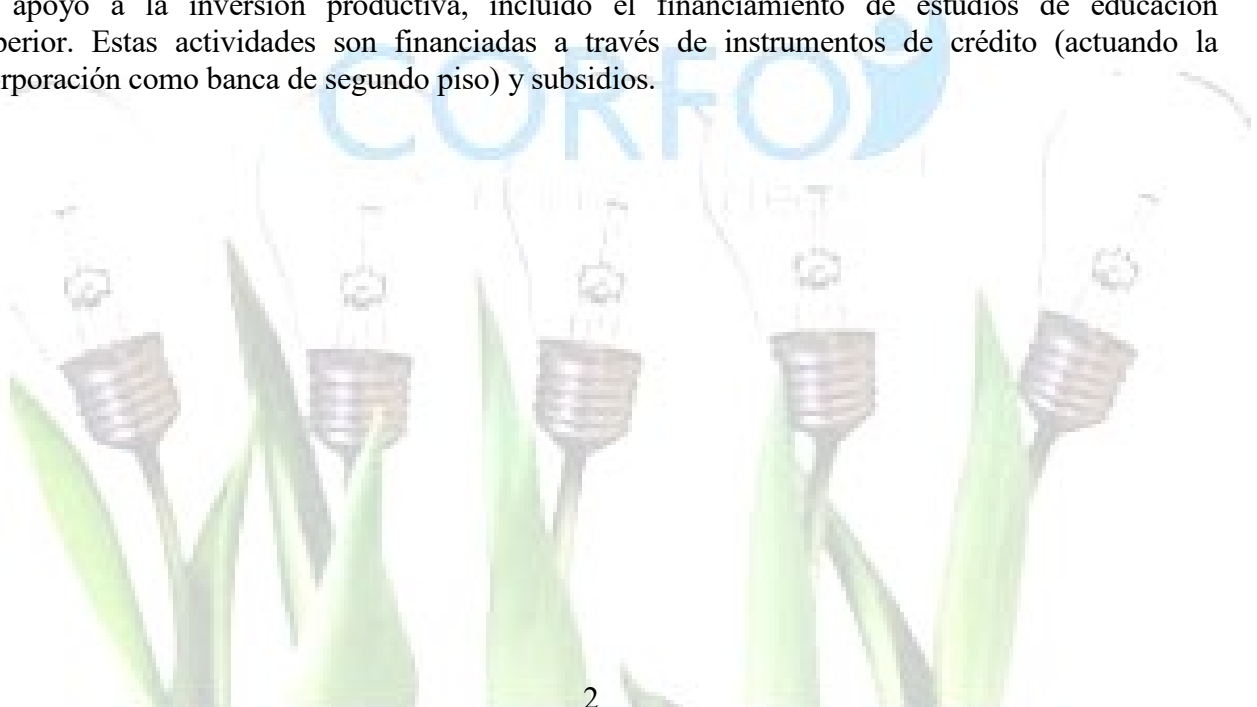 apoyo a la inversión productiva, incluido el financiamiento de estudios de educación
perior. Estas actividades son financiadas a través de instrumentos de crédito (actuando la
rporación como banca de segundo piso) y subsidios.
CORFO
2